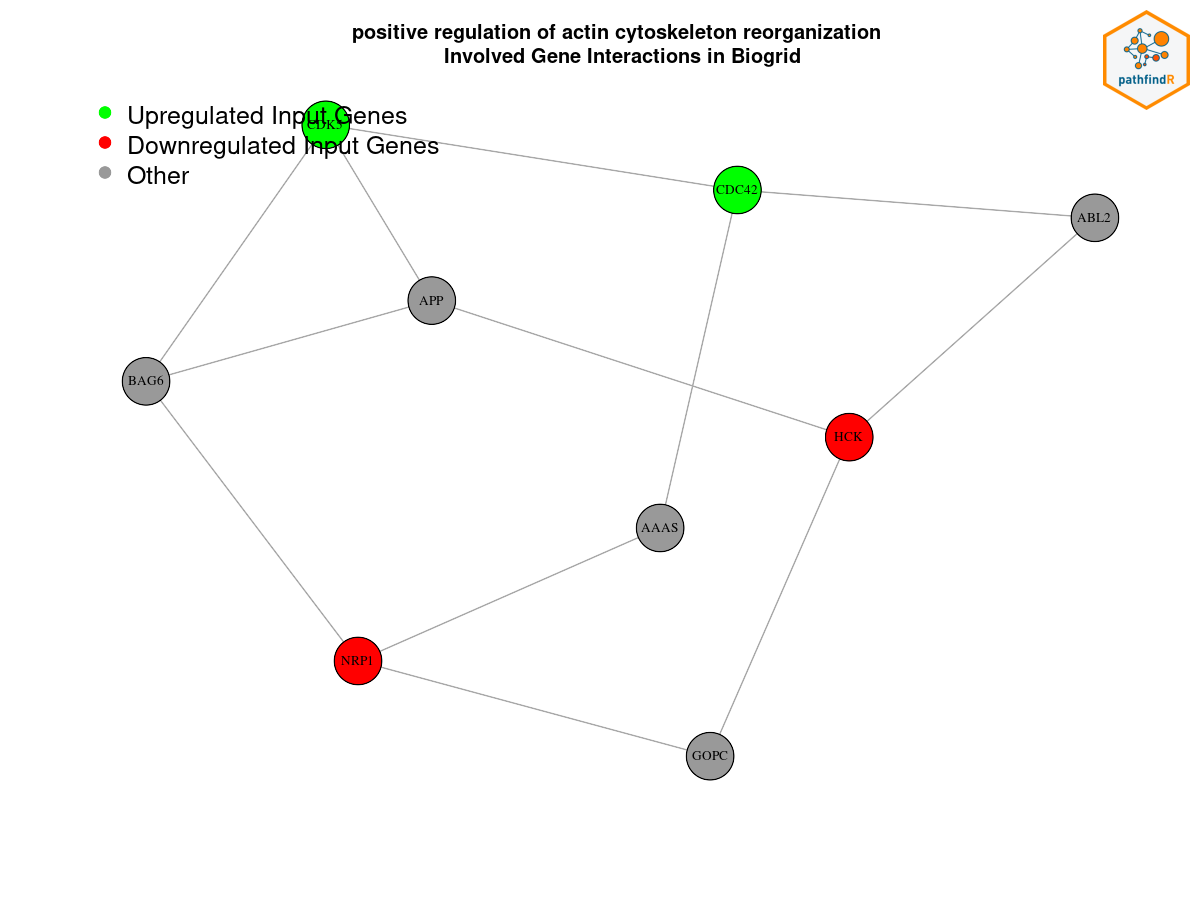 positive regulation of actin cytoskeleton reorganization
Involved Gene Interactions in Biogrid
pathfindR
Upregulated Input Genes
CDK5
Downregulated Input Genes
Other
CDC42
ABL2
APP
BAG6
HCK
AAAS
NRP1
GOPC